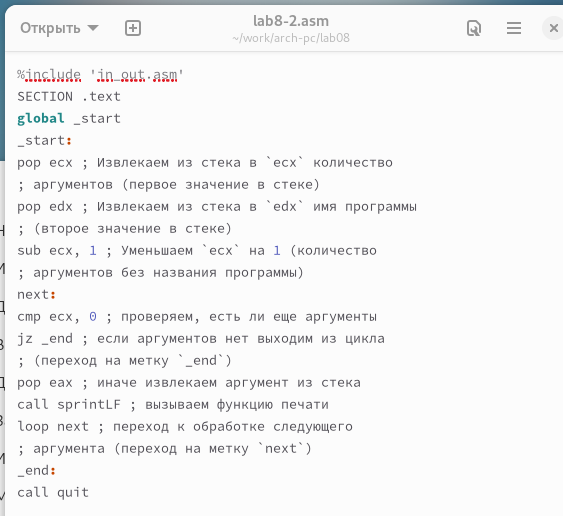 Открыть
lab8-2.asm
~/work/arch-pc/lab08
%include 'in_out.asm'
SECTION .text
global _start
_start:
pop ecx ; Извлекаем из стека в `ecx` количество
; аргументов (первое значение в стеке)
pop edx ; Извлекаем из стека в `edx` имя программы
; (второе значение в стеке)
sub ecx, 1 ; Уменьшаем `ecx` на 1 (количество
; аргументов без названия программы)
next:
cmp ecx, 0 ; проверяем, есть ли еще аргументы
jz _end ; если аргументов нет выходим из цикла
; (переход на метку `_end`)
pop eax ; иначе извлекаем аргумент из стека
call sprintLF ; вызываем функцию печати
loop next ; переход к обработке следующего
; аргумента (переход на метку `next`)
_end:
call quit